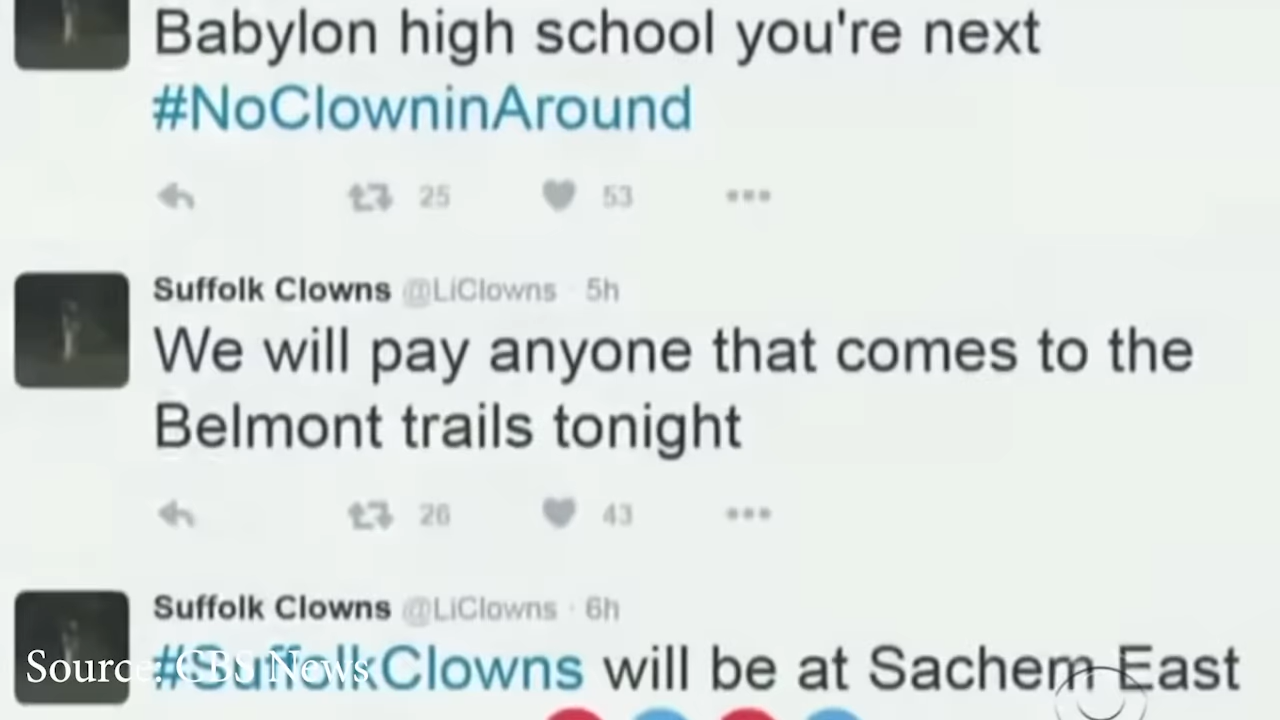 Babylon high school you're next
#NoClowninAround
25 53
Suffolk Clowns @LiClowns · 5h
We will pay anyone that comes to the
Belmont trails tonight
26 43
Suffolk Clowns @LiClowns · 6h
#SuffolkClowns will be at Sachem East
Source: CBS News